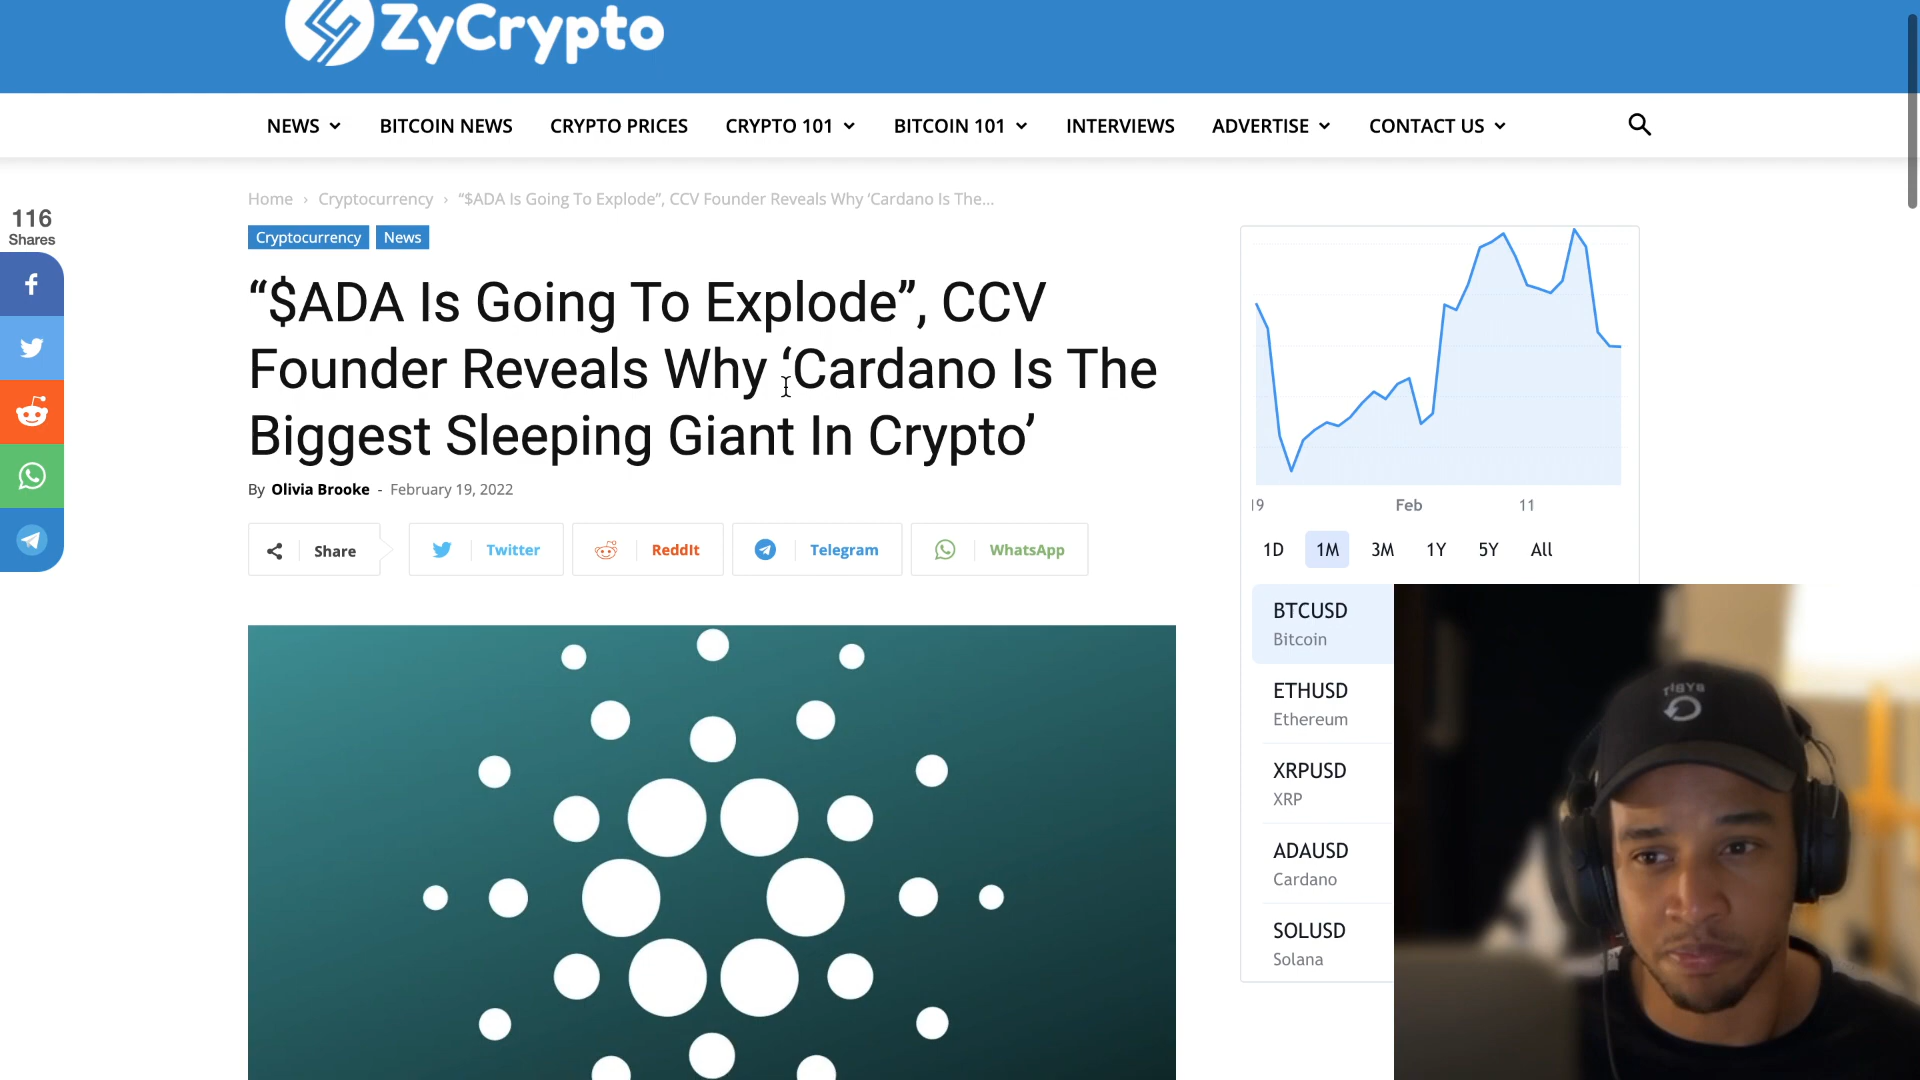 ZyCrypto
NEWS BITCOIN NEWS CRYPTO PRICES CRYPTO 101 BITCOIN 101 INTERVIEWS ADVERTISE CONTACT US
Home › Cryptocurrency › “$ADA Is Going To Explode”, CCV Founder Reveals Why ‘Cardano Is The...
116
Shares
Cryptocurrency News
“$ADA Is Going To Explode”, CCV
Founder Reveals Why ‘Cardano Is The
Biggest Sleeping Giant In Crypto’
By Olivia Brooke - February 19, 2022
Share Twitter ReddIt Telegram WhatsApp
19 Feb 11
1D 1M 3M 1Y 5Y All
BTCUSD
Bitcoin
ETHUSD
Ethereum
XRPUSD
XRP
ADAUSD
Cardano
SOLUSD
Solana